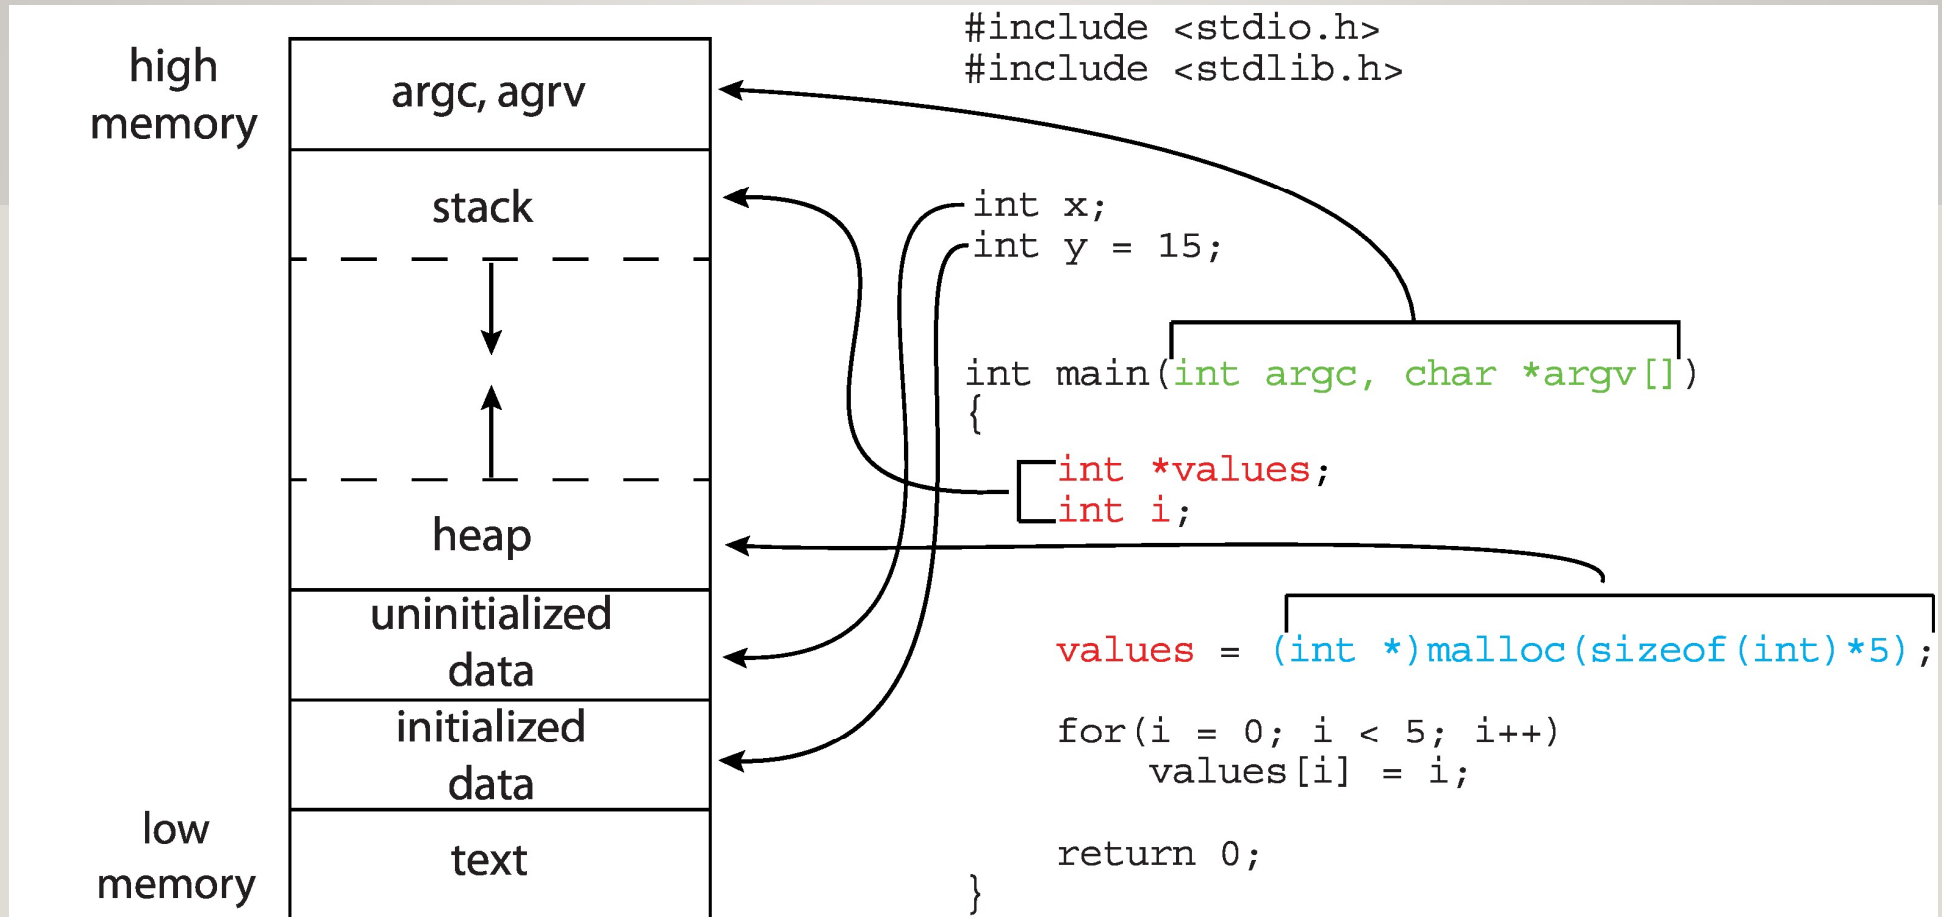 high
memory
argc, agrv
stack
heap
uninitialized
data
initialized
data
low
memory
text
#include <stdio.h>
#include <stdlib.h>
int x;
int y = 15;
int main(int argc, char *argv[])
{
int *values;
int i;
values = (int *)malloc(sizeof(int)*5);
for(i = 0; i < 5; i++)
values[i] = i;
return 0;
}